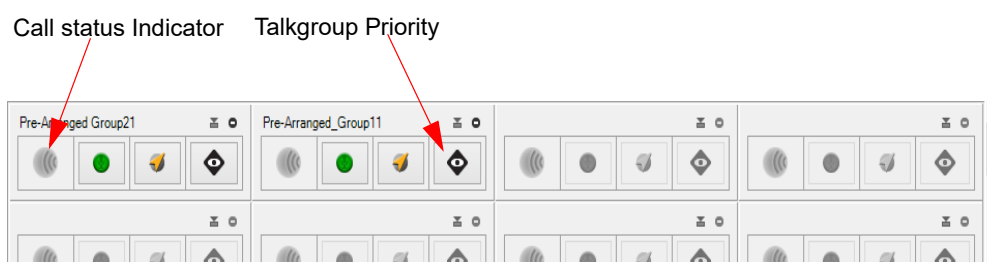 Call status Indicator
Talkgroup Priority
Pre-Arranged Group21
Pre-Arranged_Group11